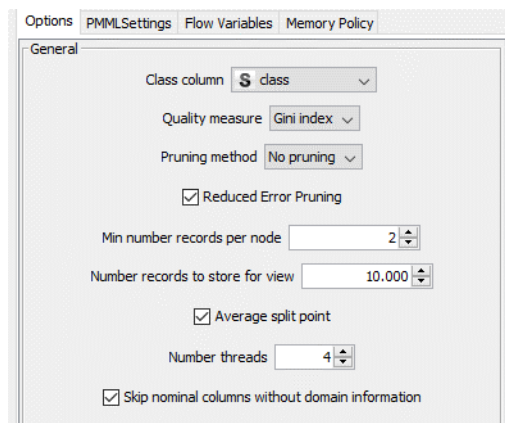 Options PMMLSettings Flow Variables Memory Policy
General
Class column S class
Quality measure Gini index
Pruning method No pruning
Reduced Error Pruning
Min number records per node 2
Number records to store for view 10.000
Average split point
Number threads 4
Skip nominal columns without domain information